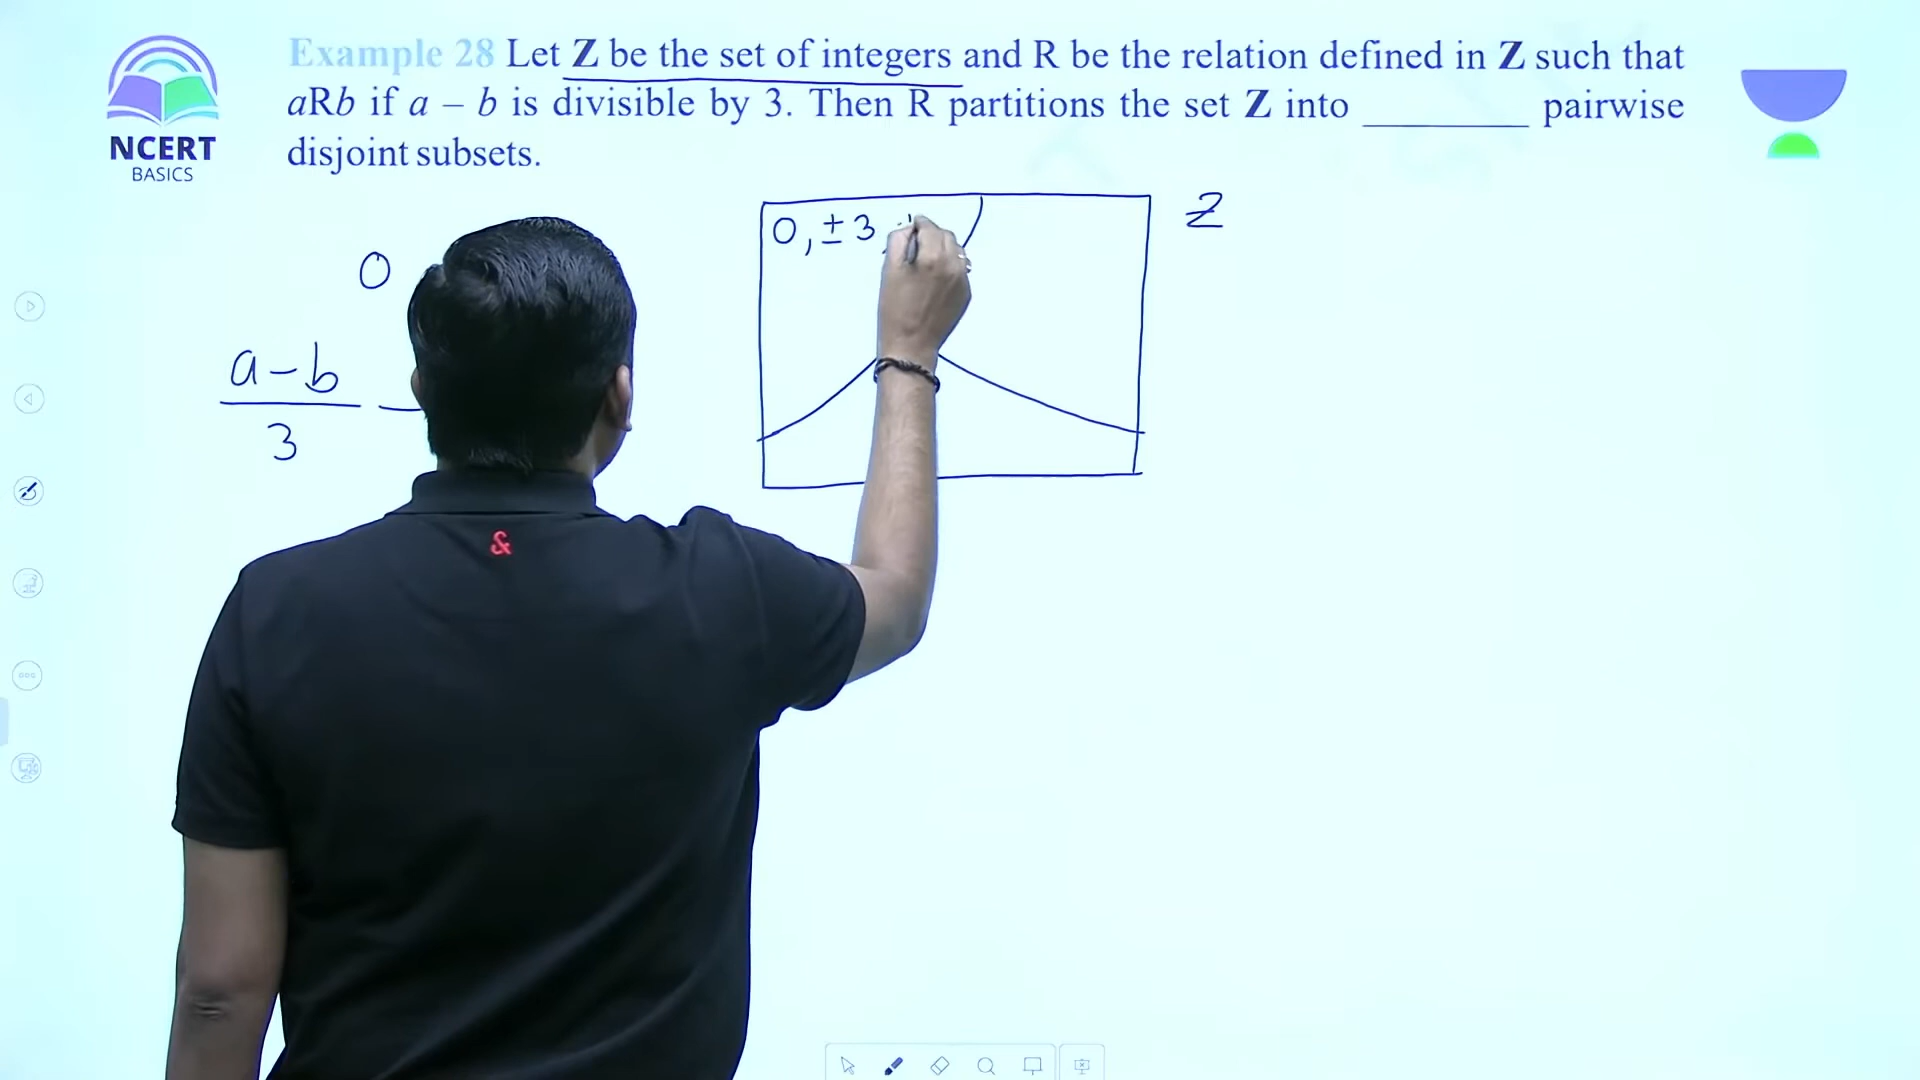 NCERT
BASICS
Example 28 Let Z be the set of integers and R be the relation defined in Z such that
aRb if a – b is divisible by 3. Then R partitions the set Z into ________ pairwise
disjoint subsets.
Z
0, ±3
0
a - b
3
&